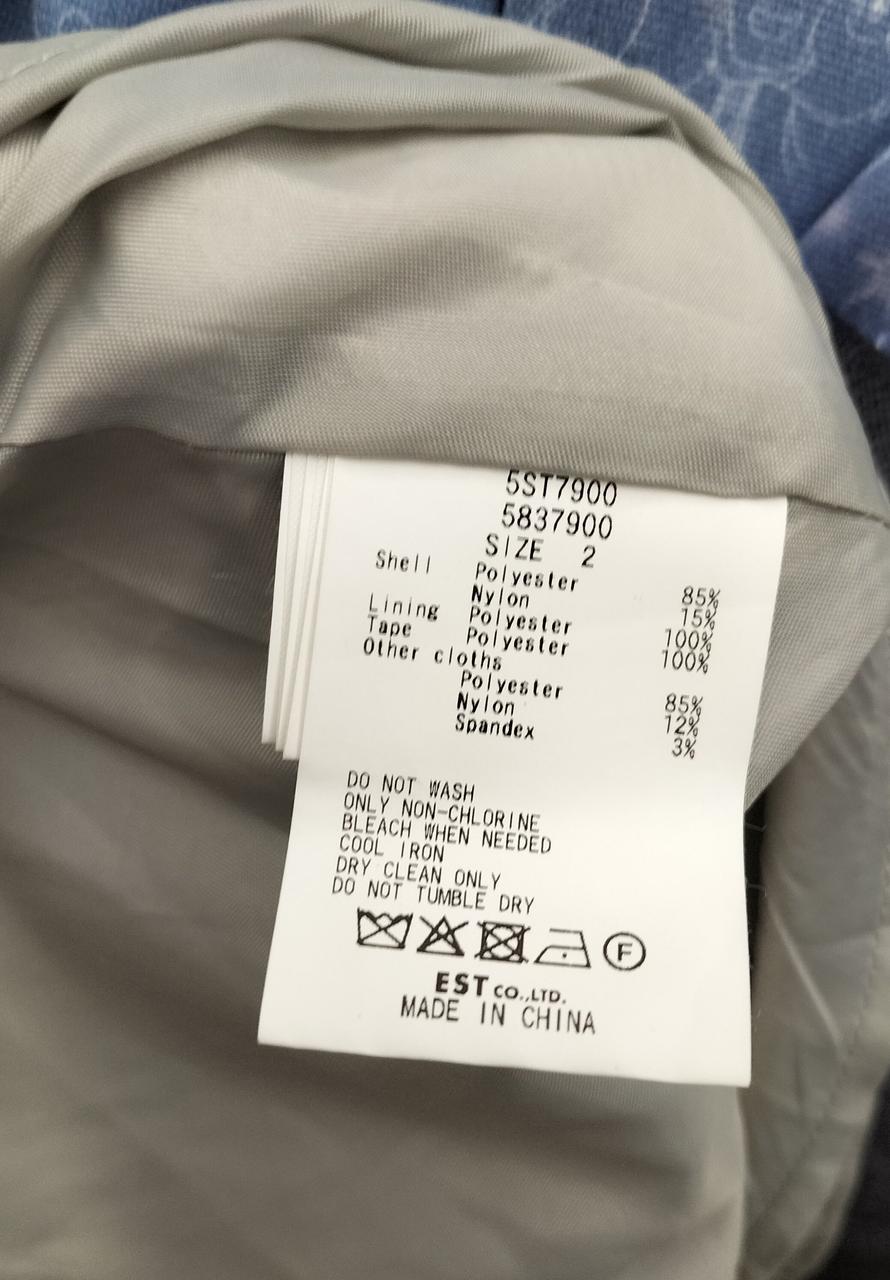 5ST7900
5837900
SIZE 2
Shell Polyester 85%
Nylon 15%
Lining Polyester 100%
Tape Polyester 100%
Other cloths
Polyester 85%
Nylon 12%
Spandex 3%
DO NOT WASH
ONLY NON-CHLORINE
BLEACH WHEN NEEDED
COOL IRON
DRY CLEAN ONLY
DO NOT TUMBLE DRY
F
EST CO.,LTD.
MADE IN CHINA